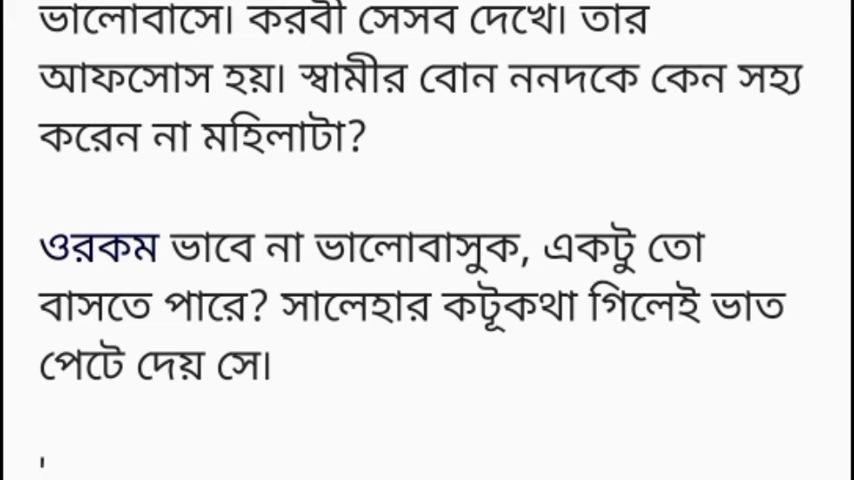 ভালোবাসে। করবী সেসব দেখে। তার
আফসোস হয়। স্বামীর বোন ননদকে কেন সহ্য
করেন না মহিলাটা?
ওরকম ভাবে না ভালোবাসুক, একটু তো
বাসতে পারে? সালেহার কটূকথা গিলেই ভাত
পেটে দেয় সে।